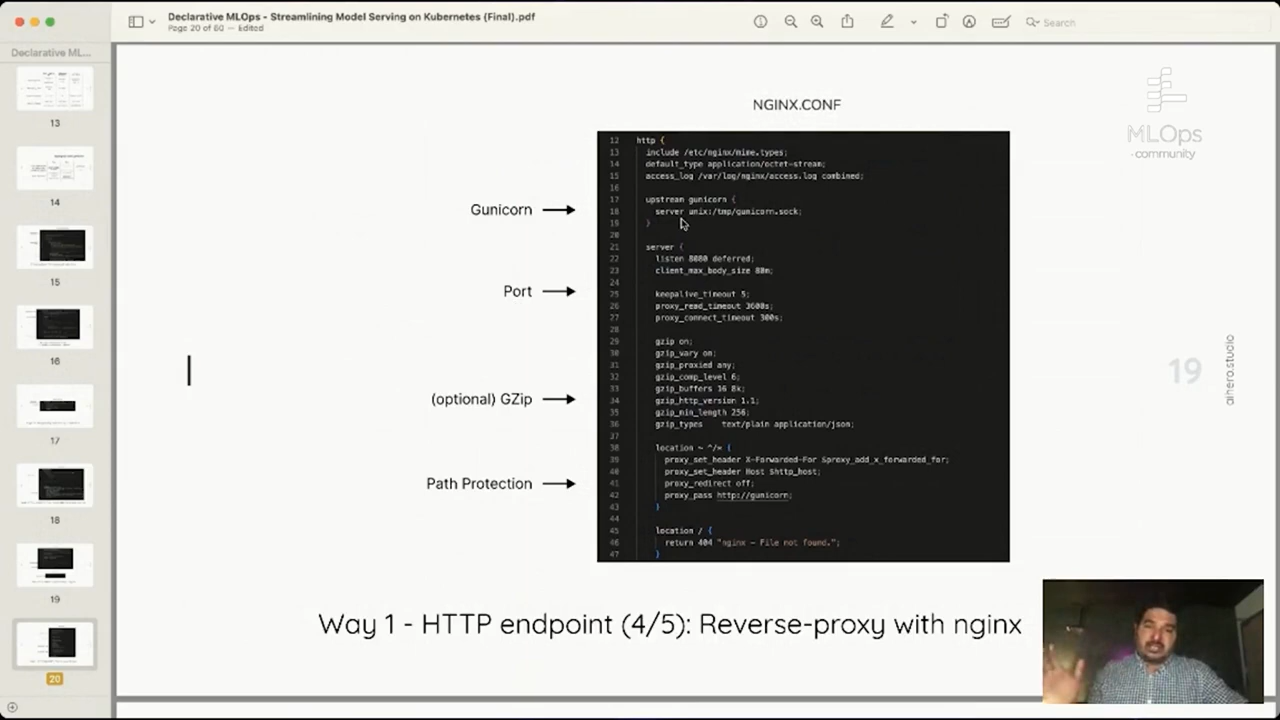 Declarative MLOps - Streamlining Model Serving on Kubernetes (Final).pdf
Page 20 of 60 — Edited
Search
Declarative ML...
13
14
15
16
17
18
19
20
NGINX.CONF
MLOps
community
Gunicorn
Port
(optional) GZip
Path Protection
12 http {
13 include /etc/nginx/mime.types;
14 default_type application/octet-stream;
15 access_log /var/log/nginx/access.log combined;
16
17 upstream gunicorn {
18 server unix:/tmp/gunicorn.sock;
19 }
20
21 server {
22 listen 8080 deferred;
23 client_max_body_size 80m;
24
25 keepalive_timeout 5;
26 proxy_read_timeout 3600s;
27 proxy_connect_timeout 300s;
28
29 gzip on;
30 gzip_vary on;
31 gzip_proxied any;
32 gzip_comp_level 6;
33 gzip_buffers 16 8k;
34 gzip_http_version 1.1;
35 gzip_min_length 256;
36 gzip_types text/plain application/json;
37
38 location ~ ^/* {
39 proxy_set_header X-Forwarded-For $proxy_add_x_forwarded_for;
40 proxy_set_header Host $http_host;
41 proxy_redirect off;
42 proxy_pass http://gunicorn;
43 }
44
45 location / {
46 return 404 "nginx – File not found.";
47 }
19
aihero.studio
Way 1 - HTTP endpoint (4/5): Reverse-proxy with nginx